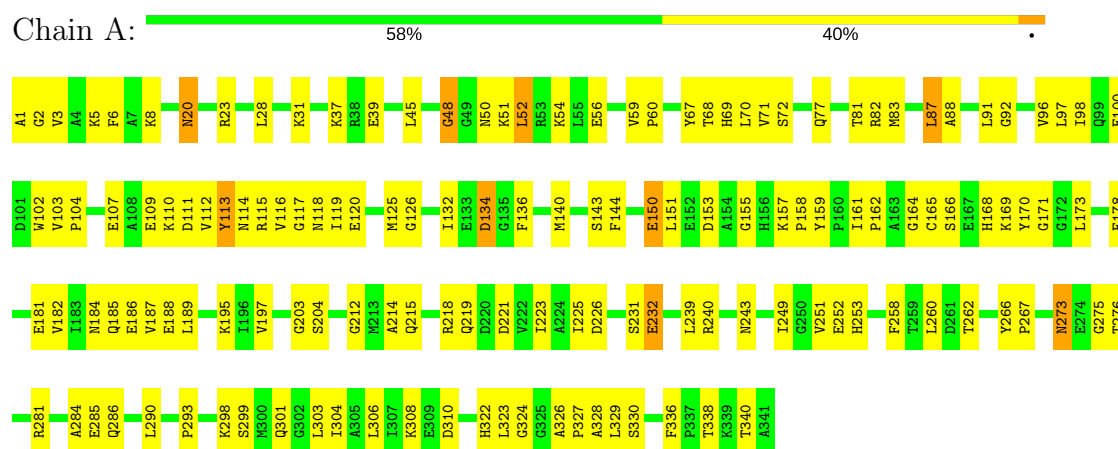 Chain A:
58% 40% •
A1 G2 V3 A4 K5 F6 A7 K8 N20 R23 L28 K31 K37 R38 E39 L45 G48 G49 N50 K51 L52 R53 K54 L55 E56 V59 P60 Y67 T68 H69 L70 V71 S72 Q77 T81 R82 M83 L87 A88 L91 G92 V96 L97 I98 Q99
D101 W102 V103 P104 E107 A108 E109 K110 D111 V112 Y113 N114 R115 V116 G117 N118 I119 E120 M125 G126 I132 E133 D134 G135 F136 M140 S143 F144 E150 L151 E152 D153 A154 G155 H156 K157 P158 Y159 P160 I161 P162 A163 G164 C165 S166 E167 H168 K169 Y170 G171 G172 L173
E181 V182 I183 N184 Q185 E186 V187 E188 L189 K195 I196 V197 G203 S204 G212 M213 A214 Q215 R218 Q219 D220 D221 V222 I223 A224 I225 D226 S231 E232 L239 R240 N243 I249 G250 V251 E252 H253 F258 T259 L260 D261 T262 Y266 P267 N273 E274 G275 T276
R281 A284 E285 Q286 L290 P293 K298 S299 M300 Q301 G302 L303 I304 A305 L306 I307 K308 E309 D310 H322 L323 G324 G325 A326 P327 A328 L329 S330 F336 P337 T338 K339 T340 A341